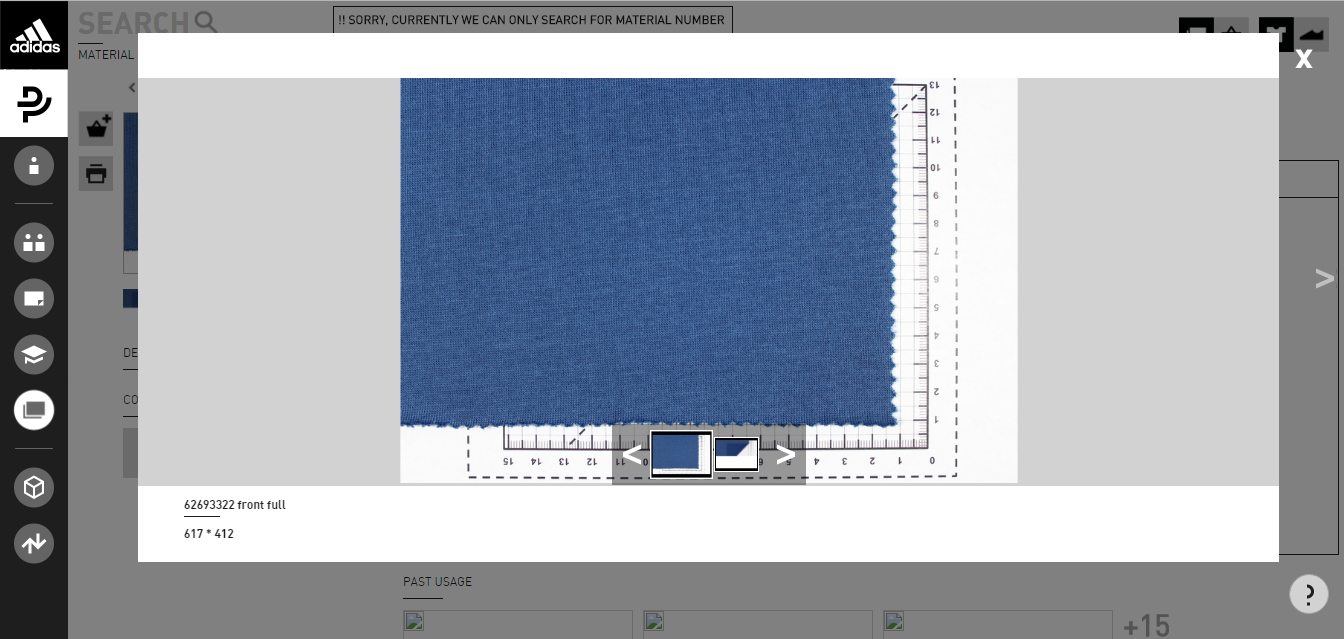 adidas
SEARCH
!! SORRY, CURRENTLY WE CAN ONLY SEARCH FOR MATERIAL NUMBER
MATERIAL
X
<
13
12
11
10
9
8
7
6
5
4
3
2
1
>
DE
CO
15 14 13 12 11 5 4 3 2 1 0
< >
62693322 front full
617 * 412
PAST USAGE
+15
?